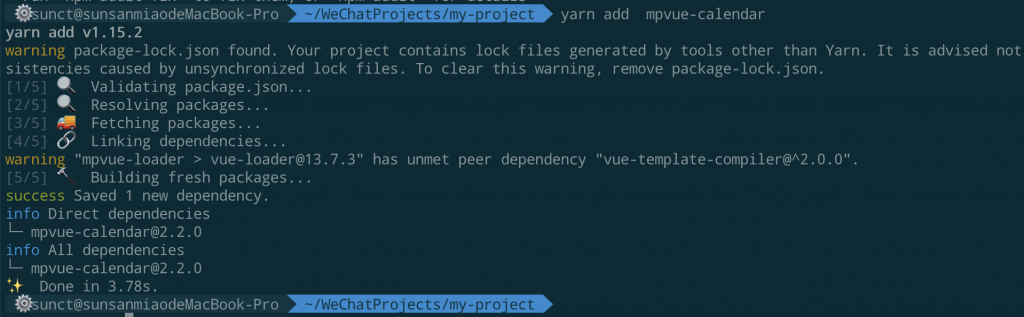 sunct@sunsanmiaodeMacBook-Pro ~/WeChatProjects/my-project yarn add mpvue-calendar
yarn add v1.15.2
warning package-lock.json found. Your project contains lock files generated by tools other than Yarn. It is advised not
sistencies caused by unsynchronized lock files. To clear this warning, remove package-lock.json.
[1/5] 🔍 Validating package.json...
[2/5] 🔍 Resolving packages...
[3/5] 🚚 Fetching packages...
[4/5] 🔗 Linking dependencies...
warning "mpvue-loader > vue-loader@13.7.3" has unmet peer dependency "vue-template-compiler@^2.0.0".
[5/5] 🔨 Building fresh packages...
success Saved 1 new dependency.
info Direct dependencies
└─ mpvue-calendar@2.2.0
info All dependencies
└─ mpvue-calendar@2.2.0
✨ Done in 3.78s.
sunct@sunsanmiaodeMacBook-Pro ~/WeChatProjects/my-project